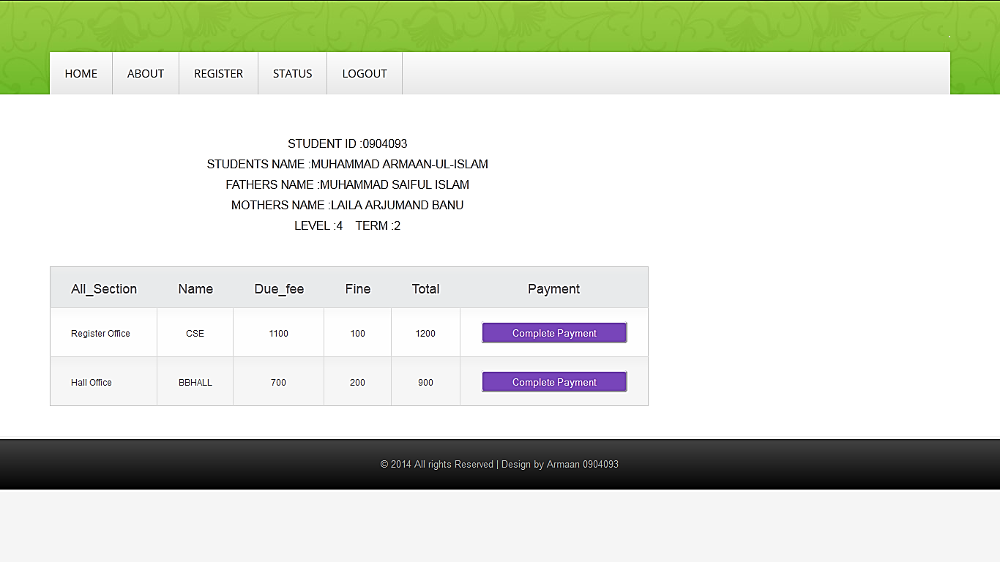 HOME ABOUT REGISTER STATUS LOGOUT
STUDENT ID :0904093
STUDENTS NAME :MUHAMMAD ARMAAN-UL-ISLAM
FATHERS NAME :MUHAMMAD SAIFUL ISLAM
MOTHERS NAME :LAILA ARJUMAND BANU
LEVEL :4 TERM :2
All_Section Name Due_fee Fine Total Payment
Register Office CSE 1100 100 1200 Complete Payment
Hall Office BBHALL 700 200 900 Complete Payment
© 2014 All rights Reserved | Design by Armaan 0904093